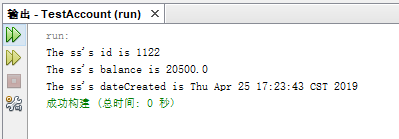 输出 - TestAccount (run) ×
run:
The ss's id is 1122
The ss's balance is 20500.0
The ss's dateCreated is Thu Apr 25 17:23:43 CST 2019
成功构建 (总时间: 0 秒)